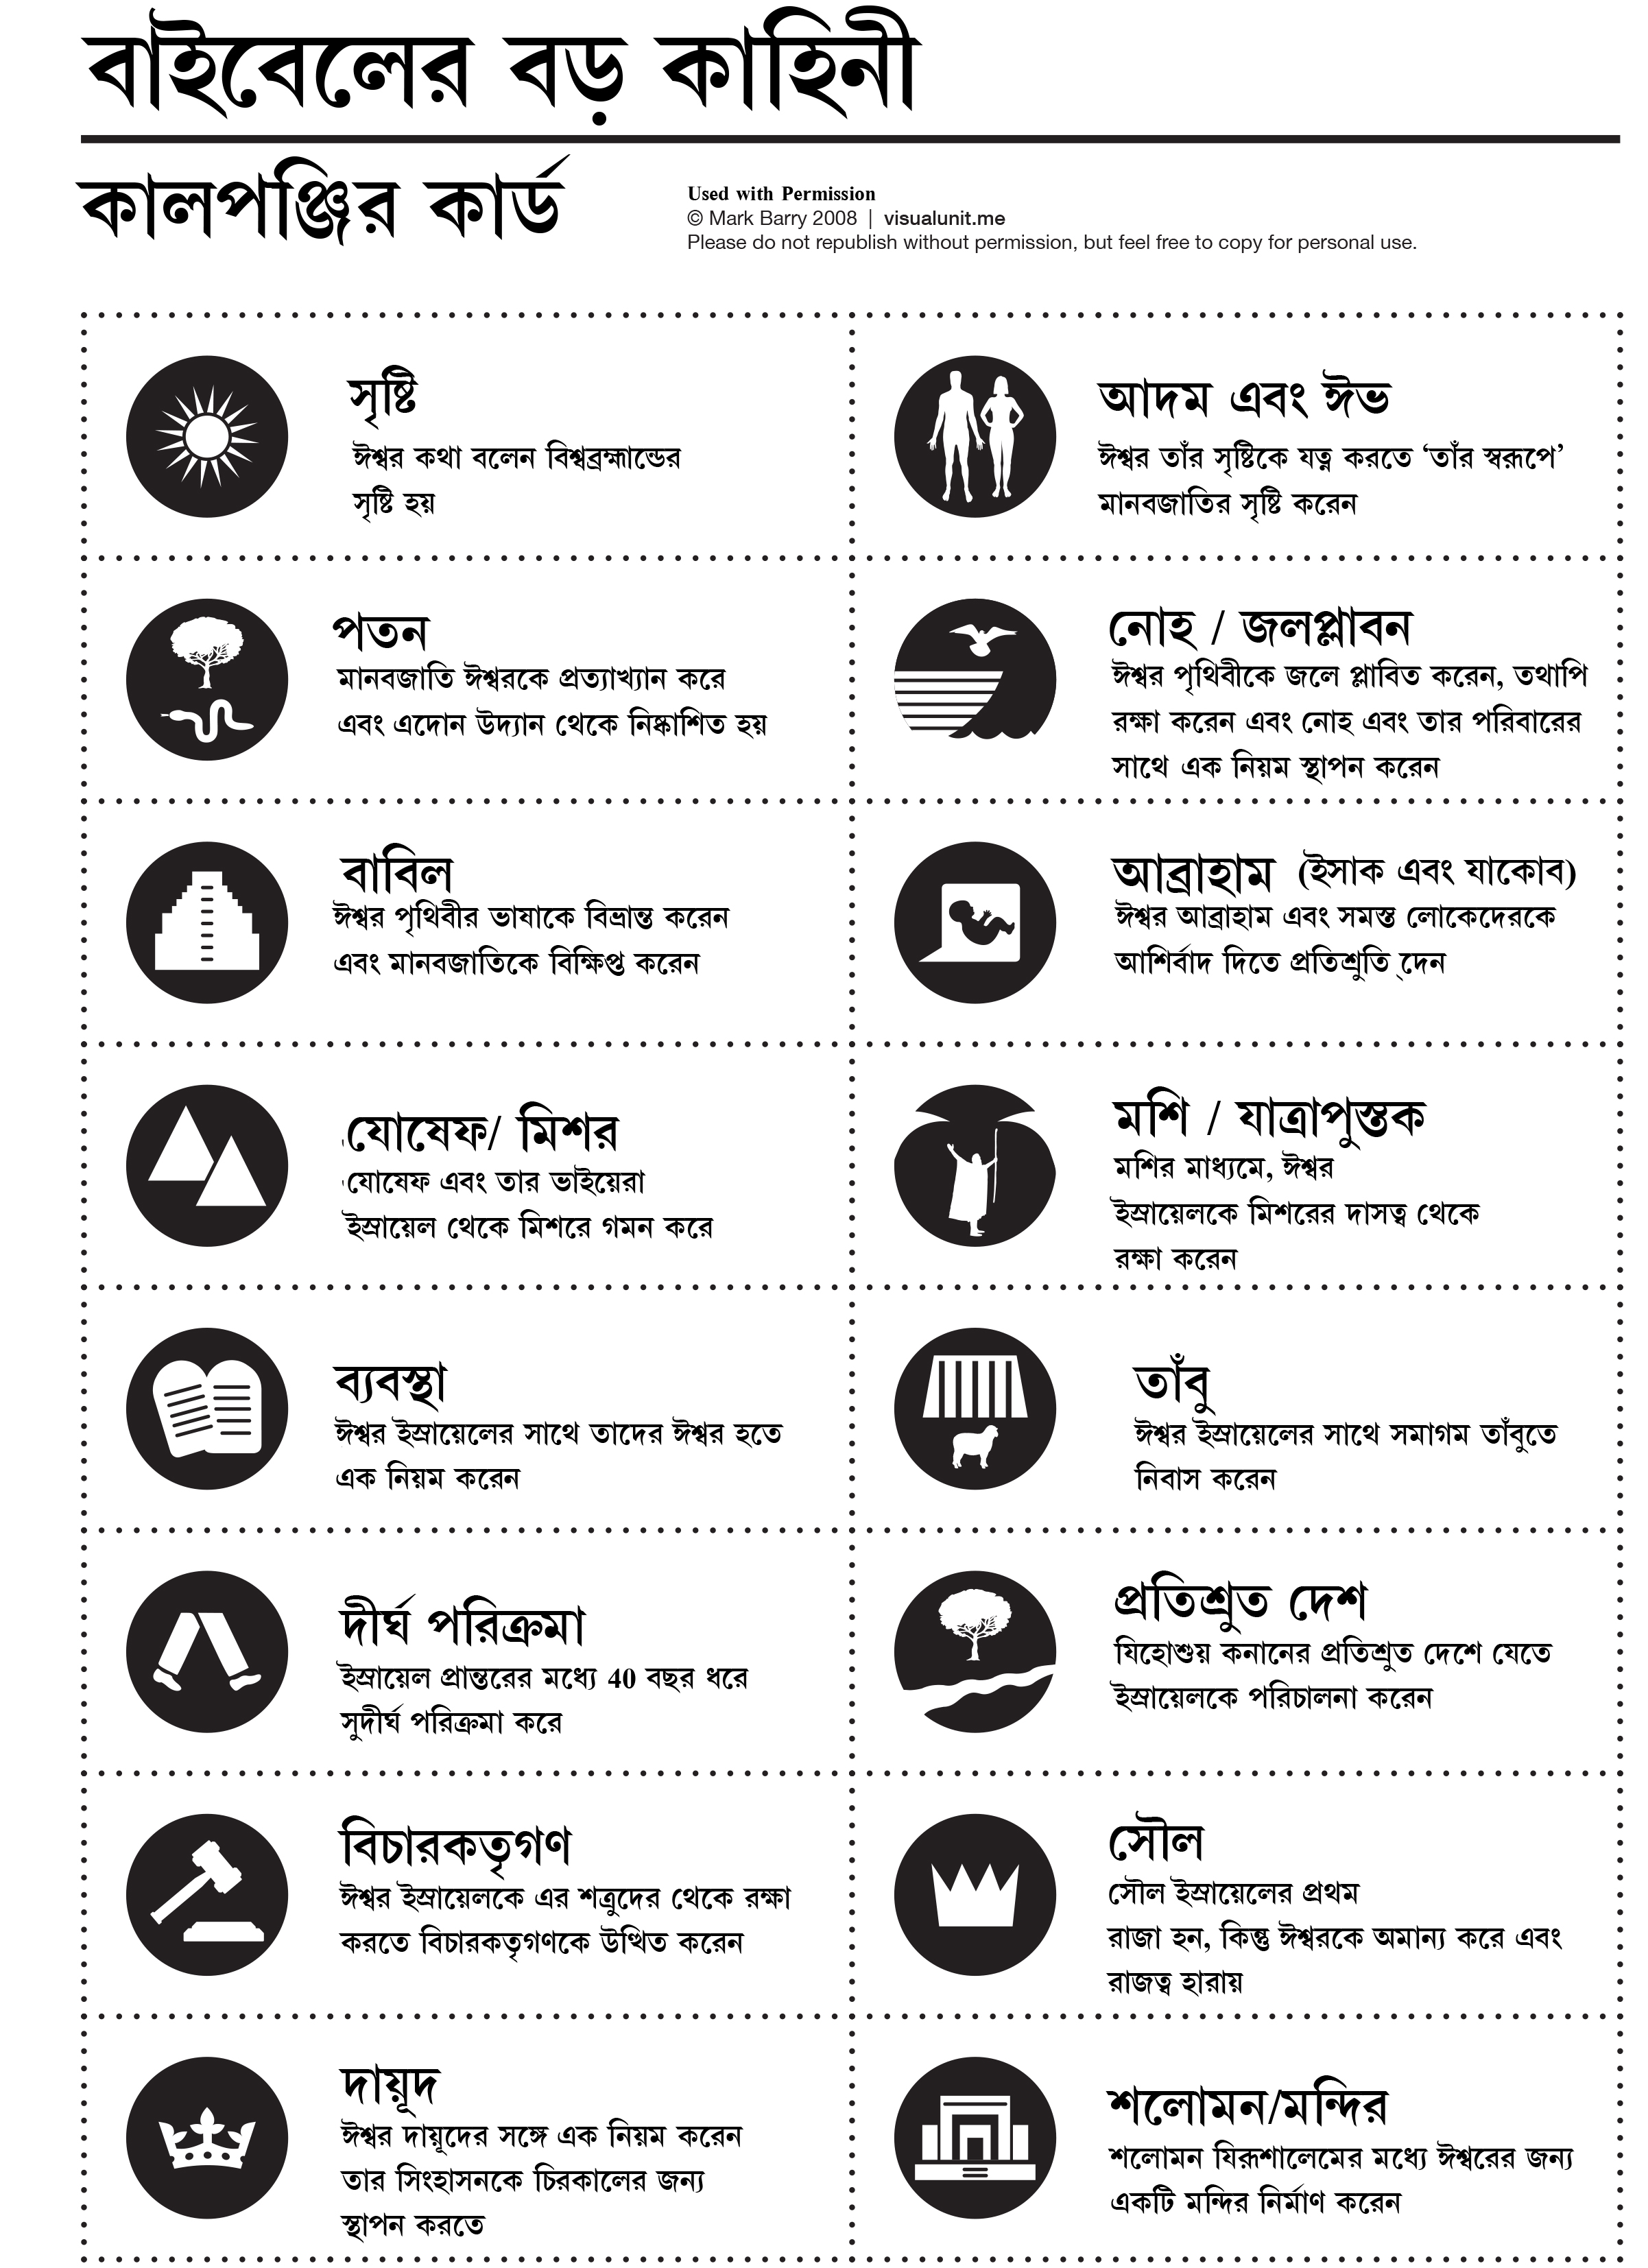 বাইবেলের বড় কাহিনী
কালপঞ্জির কার্ড
Used with Permission
© Mark Barry 2008 | visualunit.me
Please do not republish without permission, but feel free to copy for personal use.
সৃষ্টি
ঈশ্বর কথা বলেন বিশ্বব্রহ্মান্ডের
সৃষ্টি হয়
আদম এবং ঈভ
ঈশ্বর তাঁর সৃষ্টিকে যত্ন করতে ‘তাঁর স্বরূপে’
মানবজাতির সৃষ্টি করেন
পতন
মানবজাতি ঈশ্বরকে প্রত্যাখ্যান করে
এবং এদোন উদ্যান থেকে নিষ্কাশিত হয়
নোহ / জলপ্লাবন
ঈশ্বর পৃথিবীকে জলে প্লাবিত করেন, তথাপি
রক্ষা করেন এবং নোহ এবং তার পরিবারের
সাথে এক নিয়ম স্থাপন করেন
বাবিল
ঈশ্বর পৃথিবীর ভাষাকে বিভ্রান্ত করেন
এবং মানবজাতিকে বিক্ষিপ্ত করেন
আব্রাহাম (ইসাক এবং যাকোব)
ঈশ্বর আব্রাহাম এবং সমস্ত লোকেদেরকে
আশির্বাদ দিতে প্রতিশ্রুতি দেন
যোষেফ/ মিশর
যোষেফ এবং তার ভাইয়েরা
ইস্রায়েল থেকে মিশরে গমন করে
মশি / যাত্রাপুস্তক
মশির মাধ্যমে, ঈশ্বর
ইস্রায়েলকে মিশরের দাসত্ব থেকে
রক্ষা করেন
ব্যবস্থা
ঈশ্বর ইস্রায়েলের সাথে তাদের ঈশ্বর হতে
এক নিয়ম করেন
তাঁবু
ঈশ্বর ইস্রায়েলের সাথে সমাগম তাঁবুতে
নিবাস করেন
দীর্ঘ পরিক্রমা
ইস্রায়েল প্রান্তরের মধ্যে 40 বছর ধরে
সুদীর্ঘ পরিক্রমা করে
প্রতিশ্রুত দেশ
যিহোশুয় কনানের প্রতিশ্রুত দেশে যেতে
ইস্রায়েলকে পরিচালনা করেন
বিচারকতৃগণ
ঈশ্বর ইস্রায়েলকে এর শত্রুদের থেকে রক্ষা
করতে বিচারকতৃগণকে উত্থিত করেন
সৌল
সৌল ইস্রায়েলের প্রথম
রাজা হন, কিন্তু ঈশ্বরকে অমান্য করে এবং
রাজত্ব হারায়
দায়ূদ
ঈশ্বর দায়ূদের সঙ্গে এক নিয়ম করেন
তার সিংহাসনকে চিরকালের জন্য
স্থাপন করতে
শলোমন/মন্দির
শলোমন যিরূশালেমের মধ্যে ঈশ্বরের জন্য
একটি মন্দির নির্মাণ করেন